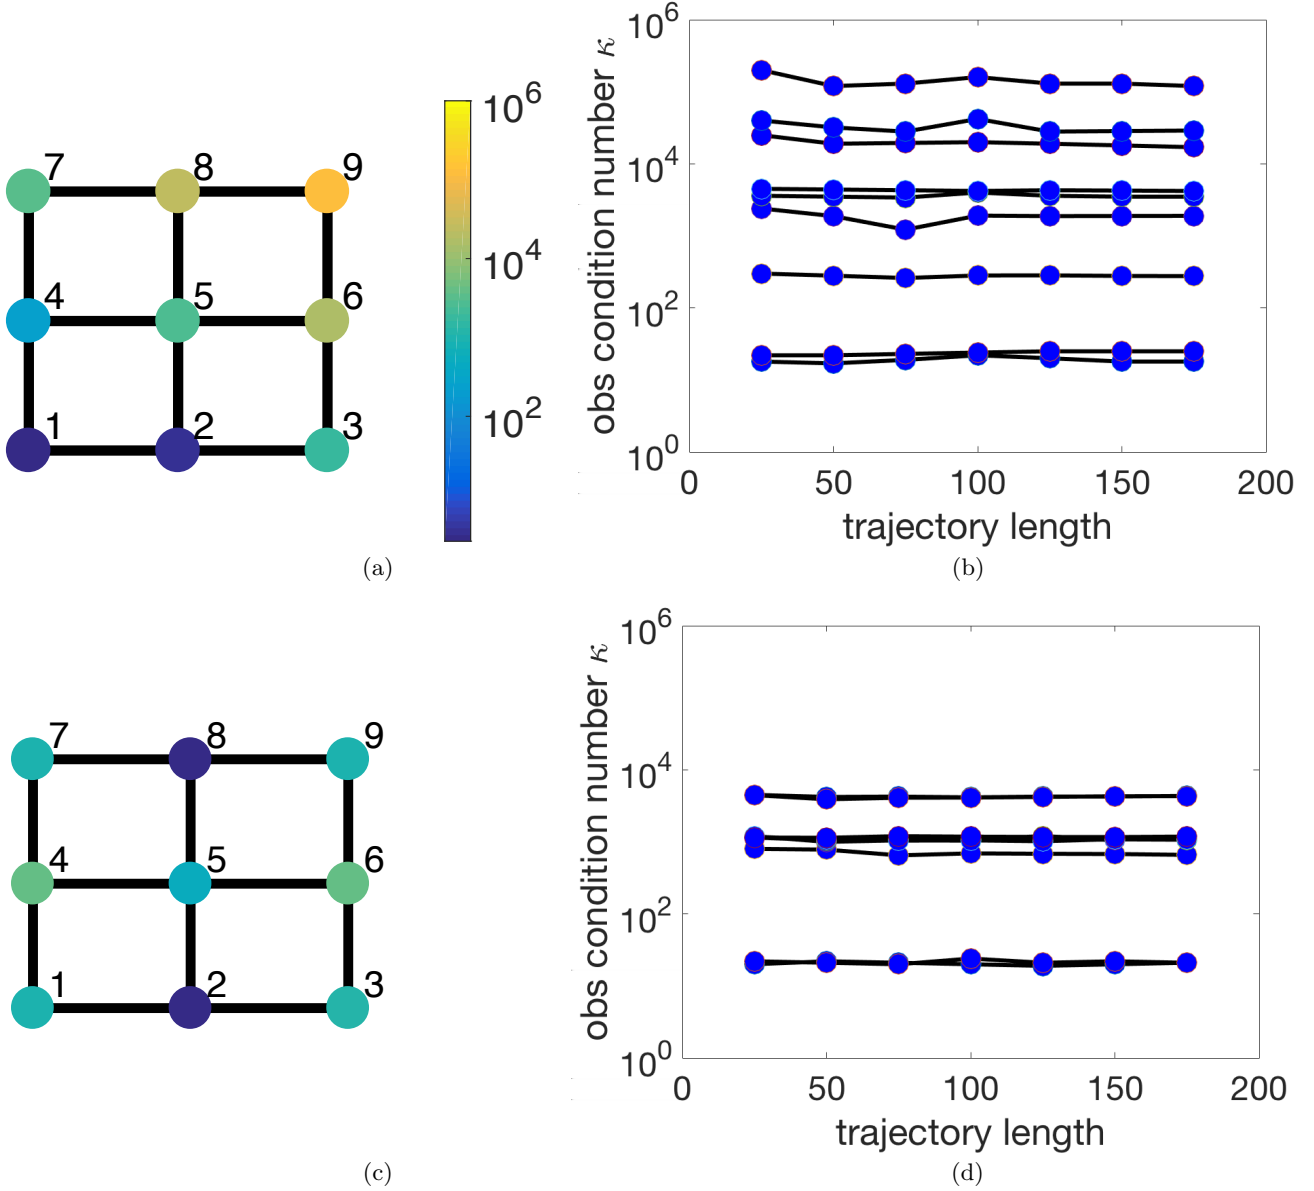 7 8 9
4 5 6
1 2 3
10^6
10^4
10^2
(a)
obs condition number κ
10^6
10^4
10^2
10^0
0 50 100 150 200
trajectory length
(b)
7 8 9
4 5 6
1 2 3
(c)
obs condition number κ
10^6
10^4
10^2
10^0
0 50 100 150 200
trajectory length
(d)